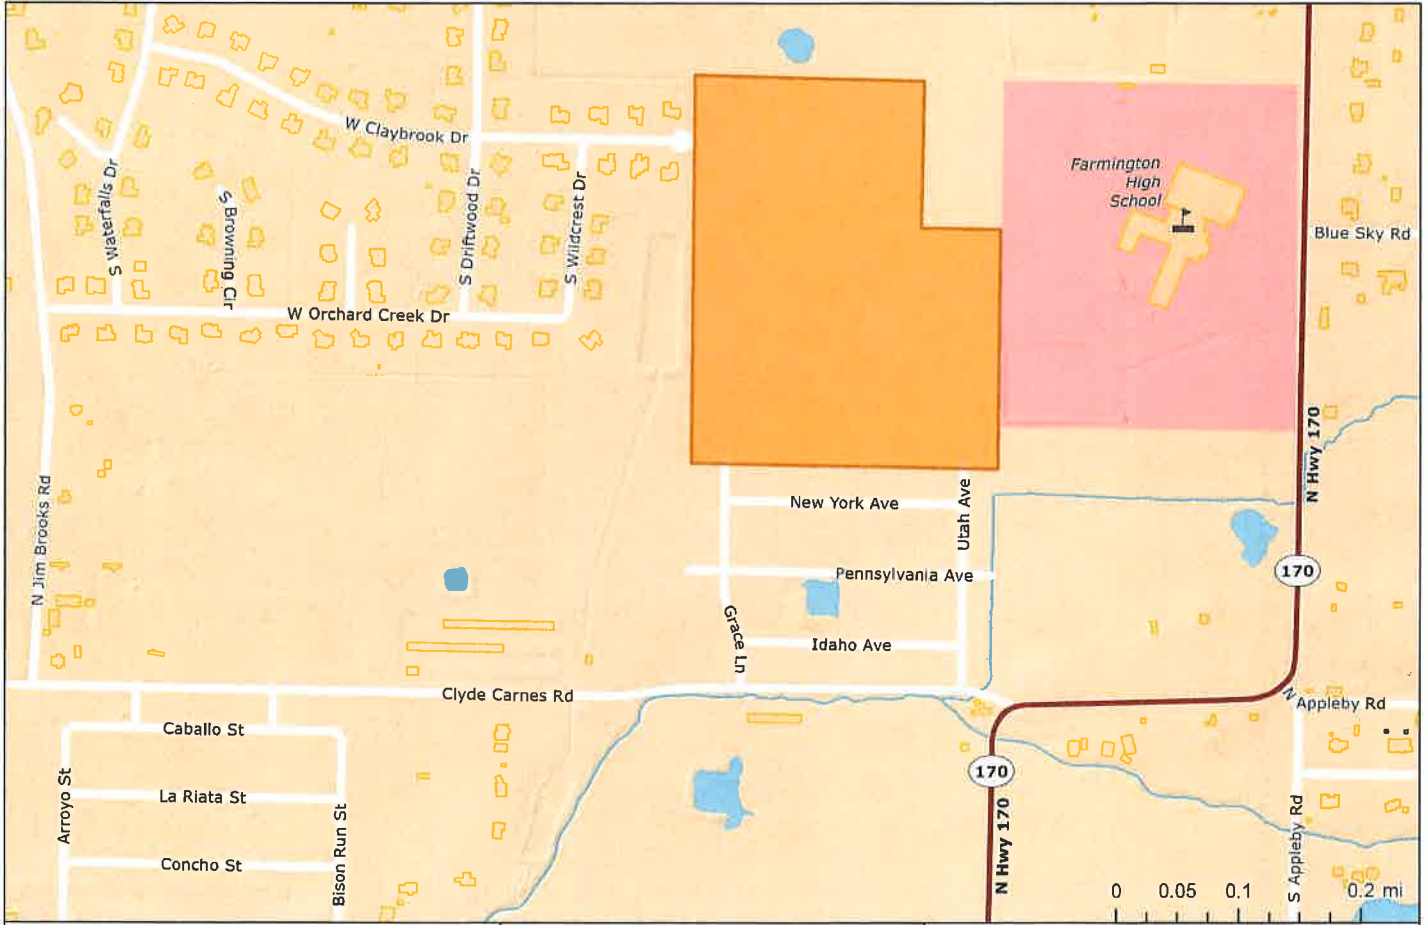 W Claybrook Dr
S Waterfalls Dr
S Browning Cir
S Driftwood Dr
S Wildcrest Dr
W Orchard Creek Dr
Farmington
High
School
Blue Sky Rd
N Hwy 170
N Jim Brooks Rd
New York Ave
Utah Ave
Pennsylvania Ave
170
Grace Ln
Idaho Ave
Clyde Carnes Rd
N Appleby Rd
Caballo St
170
Arroyo St
La Riata St
Bison Run St
N Hwy 170
S Appleby Rd
Concho St
0 0.05 0.1 0.2 mi